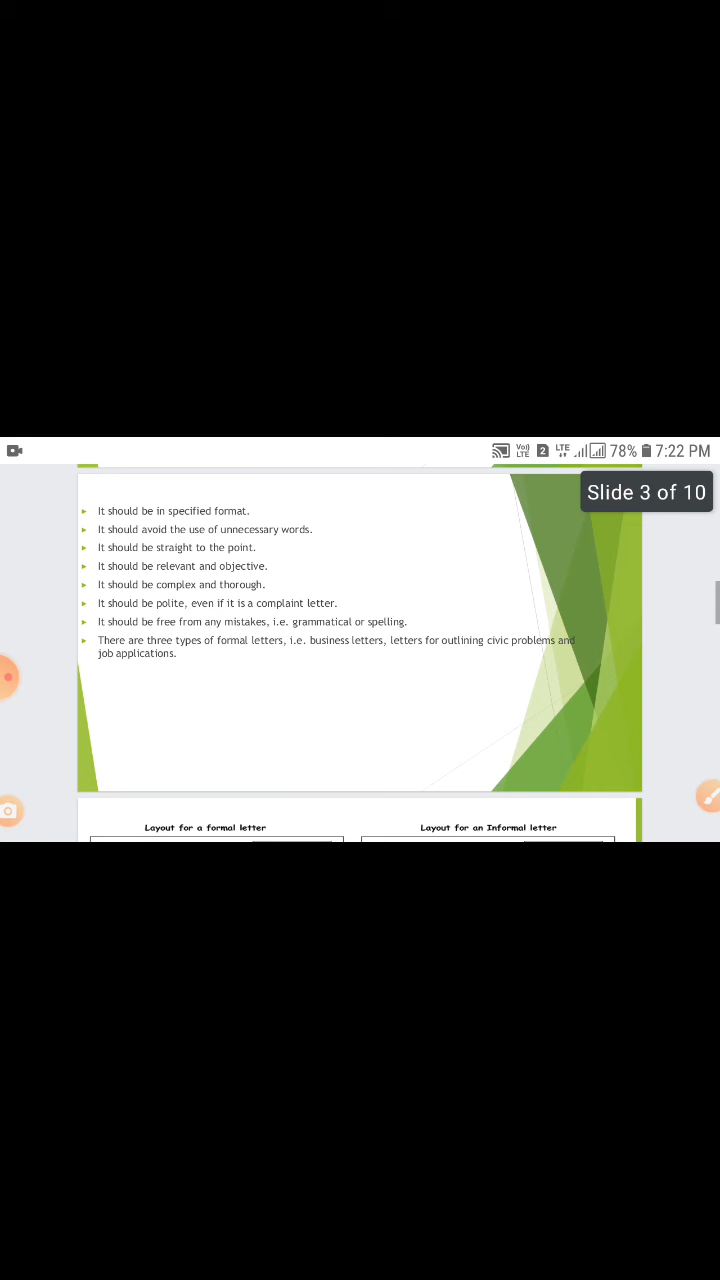 Vo) LTE 2 LTE 78% 7:22 PM
Slide 3 of 10
It should be in specified format.
It should avoid the use of unnecessary words.
It should be straight to the point.
It should be relevant and objective.
It should be complex and thorough.
It should be polite, even if it is a complaint letter.
It should be free from any mistakes, i.e. grammatical or spelling.
There are three types of formal letters, i.e. business letters, letters for outlining civic problems and
job applications.
Layout for a formal letter
Layout for an Informal letter